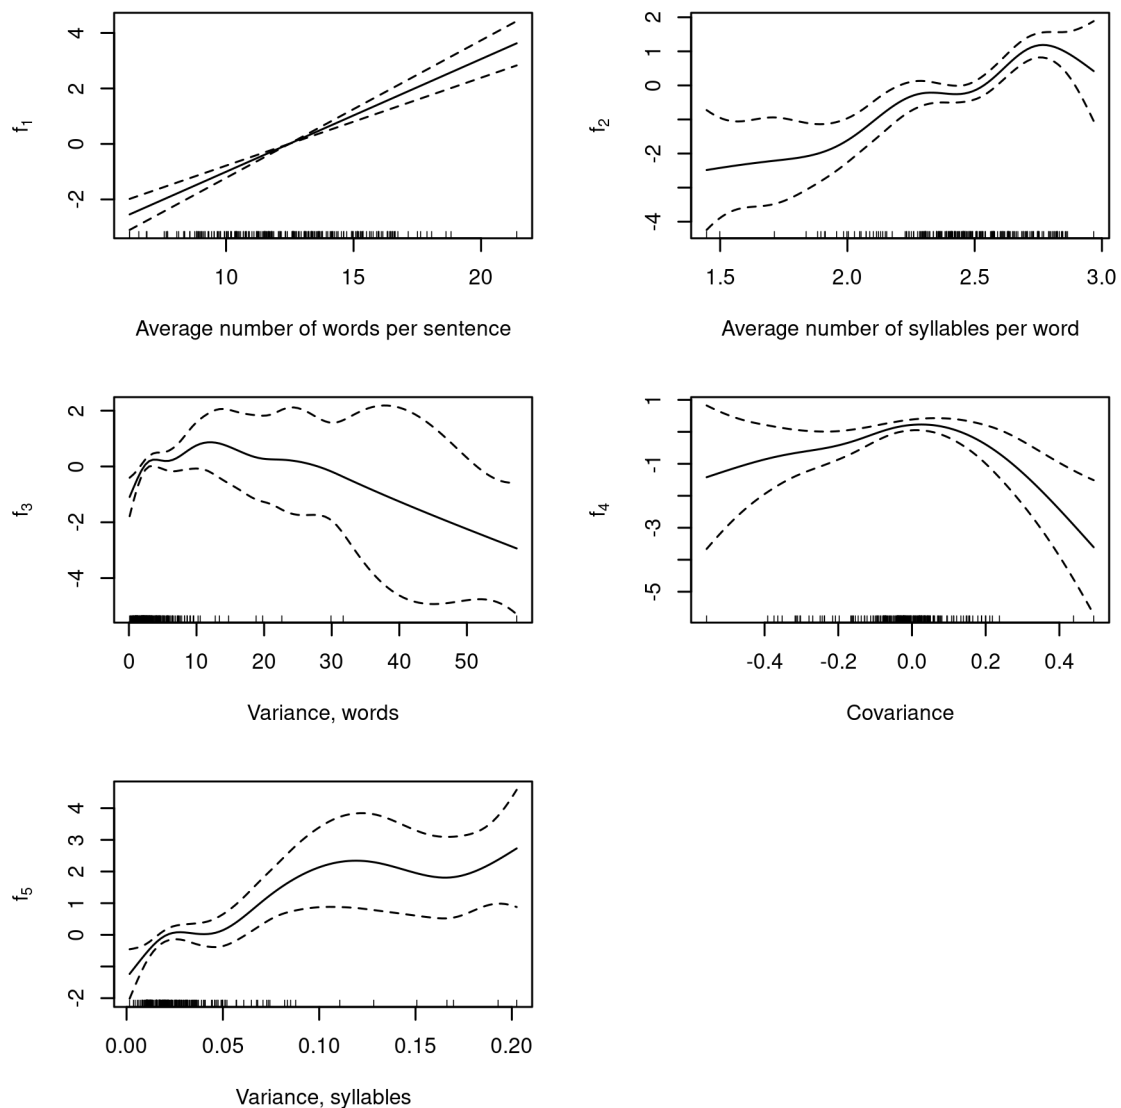 4
2
0
-2
f1
10 15 20
Average number of words per sentence
2
1
0
-2
-4
f2
1.5 2.0 2.5 3.0
Average number of syllables per word
2
0
-2
-4
f3
0 10 20 30 40 50
Variance, words
1
-1
-3
-5
f4
-0.4 -0.2 0.0 0.2 0.4
Covariance
4
3
2
1
0
-2
f5
0.00 0.05 0.10 0.15 0.20
Variance, syllables